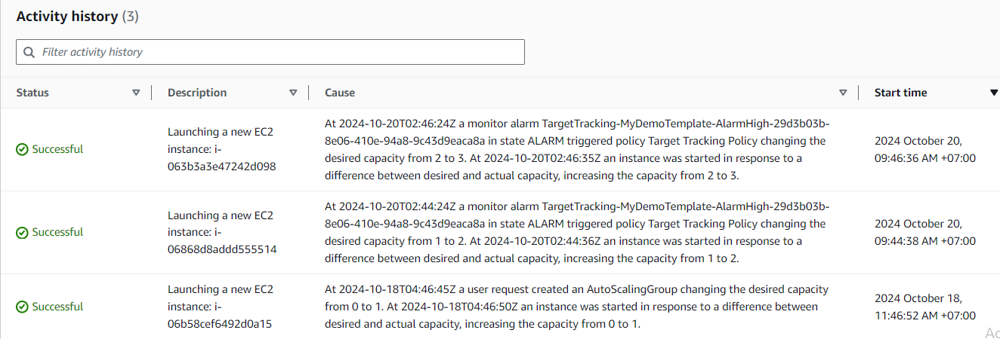 Activity history (3)
Filter activity history
Status
Description
Cause
Start time
Successful
Launching a new EC2
instance: i-
063b3a3e47242d098
At 2024-10-20T02:46:24Z a monitor alarm TargetTracking-MyDemoTemplate-AlarmHigh-29d3b03b-
8e06-410e-94a8-9c43d9eaca8a in state ALARM triggered policy Target Tracking Policy changing the
desired capacity from 2 to 3. At 2024-10-20T02:46:35Z an instance was started in response to a
difference between desired and actual capacity, increasing the capacity from 2 to 3.
2024 October 20,
09:46:36 AM +07:00
Successful
Launching a new EC2
instance: i-
06868d8addd555514
At 2024-10-20T02:44:24Z a monitor alarm TargetTracking-MyDemoTemplate-AlarmHigh-29d3b03b-
8e06-410e-94a8-9c43d9eaca8a in state ALARM triggered policy Target Tracking Policy changing the
desired capacity from 1 to 2. At 2024-10-20T02:44:36Z an instance was started in response to a
difference between desired and actual capacity, increasing the capacity from 1 to 2.
2024 October 20,
09:44:38 AM +07:00
Successful
Launching a new EC2
instance: i-
06b58cef6492d0a15
At 2024-10-18T04:46:45Z a user request created an AutoScalingGroup changing the desired capacity
from 0 to 1. At 2024-10-18T04:46:50Z an instance was started in response to a difference between
desired and actual capacity, increasing the capacity from 0 to 1.
2024 October 18,
11:46:52 AM +07:00